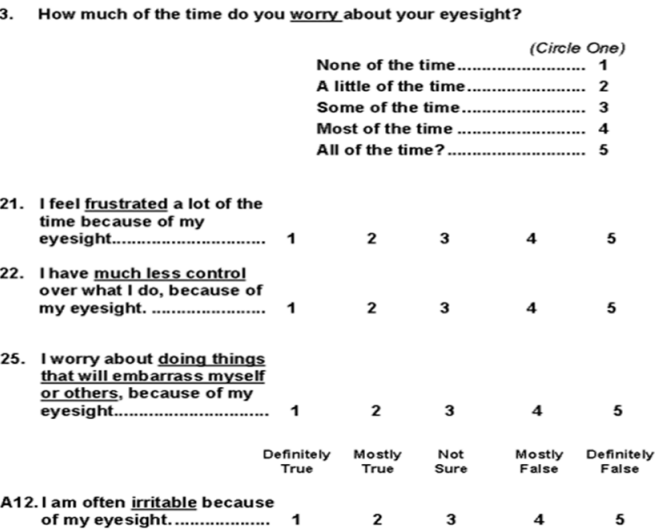 3. How much of the time do you worry about your eyesight?
(Circle One)
None of the time.......................... 1
A little of the time........................ 2
Some of the time......................... 3
Most of the time .......................... 4
All of the time?............................ 5
21. I feel frustrated a lot of the
time because of my
eyesight................................ 1 2 3 4 5
22. I have much less control
over what I do, because of
my eyesight. ....................... 1 2 3 4 5
25. I worry about doing things
that will embarrass myself
or others, because of my
eyesight................................ 1 2 3 4 5
Definitely Mostly Not Mostly Definitely
True True Sure False False
A12. I am often irritable because
of my eyesight. .................... 1 2 3 4 5